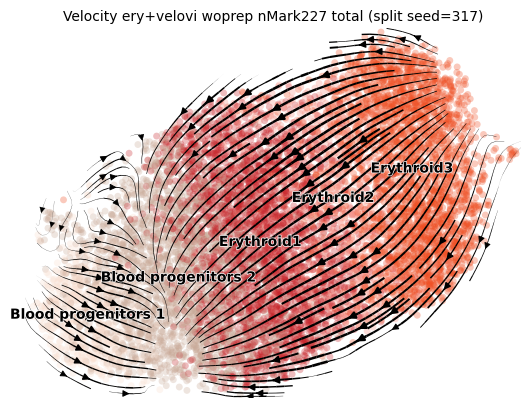 Velocity ery+velovi woprep nMark227 total (split seed=317)
Erythroid3
Erythroid2
Erythroid1
Blood progenitors 2
Blood progenitors 1